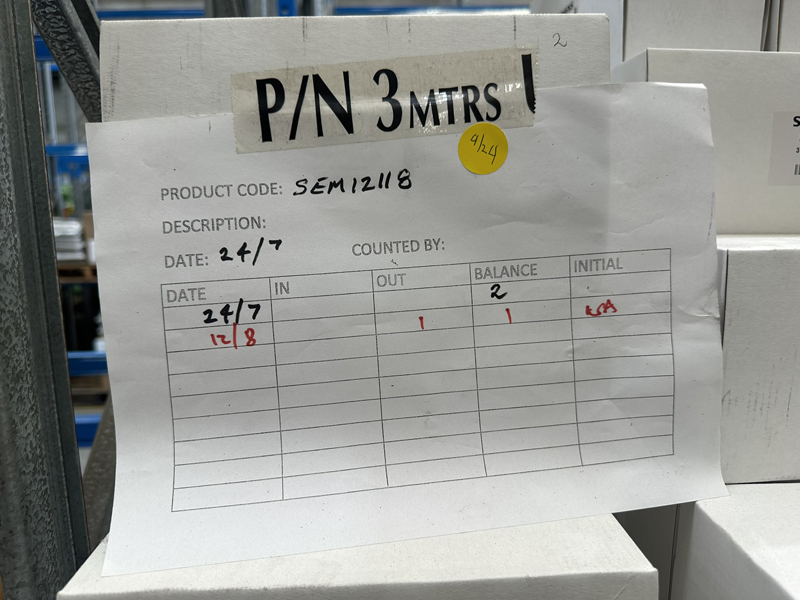 2
P/N 3MTRS
9/24
PRODUCT CODE: SEM12118
DESCRIPTION:
DATE: 24/7 COUNTED BY:
DATE IN OUT BALANCE INITIAL
24/7 2
12/8 1 1